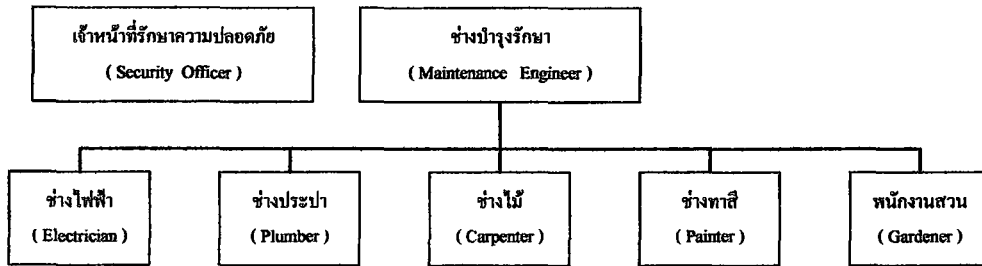 เจ้าหน้าที่รักษาความปลอดภัย
( Security Officer )
ช่างบำรุงรักษา
( Maintenance Engineer )
ช่างไฟฟ้า
( Electrician )
ช่างประปา
( Plumber )
ช่างไม้
( Carpenter )
ช่างทาสี
( Painter )
พนักงานสวน
( Gardener )